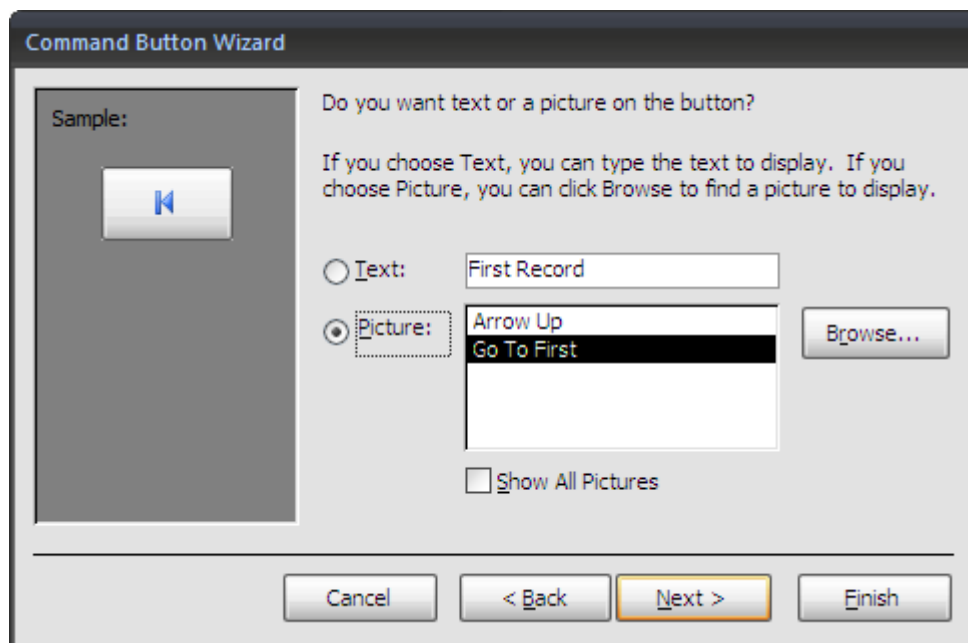 Command Button Wizard
Sample:
Do you want text or a picture on the button?
If you choose Text, you can type the text to display. If you
choose Picture, you can click Browse to find a picture to display.
Text: First Record
Picture: Arrow Up
Go To First
Browse...
Show All Pictures
Cancel < Back Next > Finish